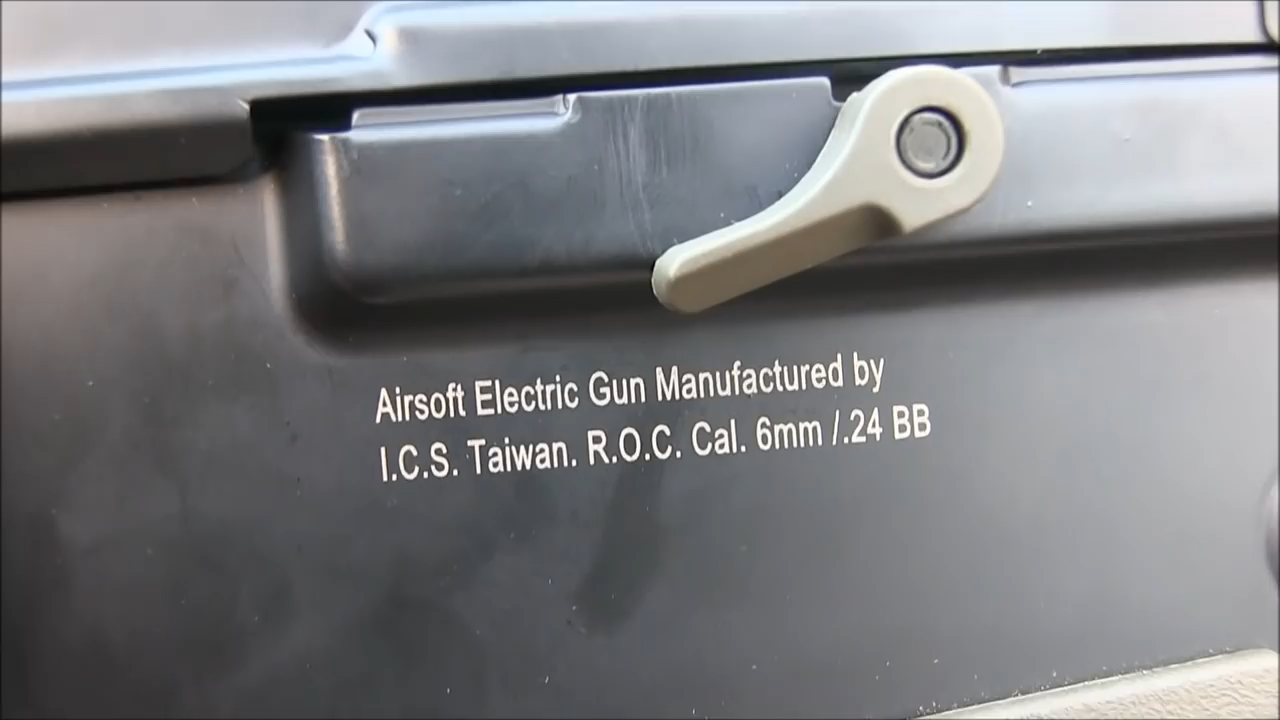 Airsoft Electric Gun Manufactured by
I.C.S. Taiwan. R.O.C. Cal. 6mm /.24 BB